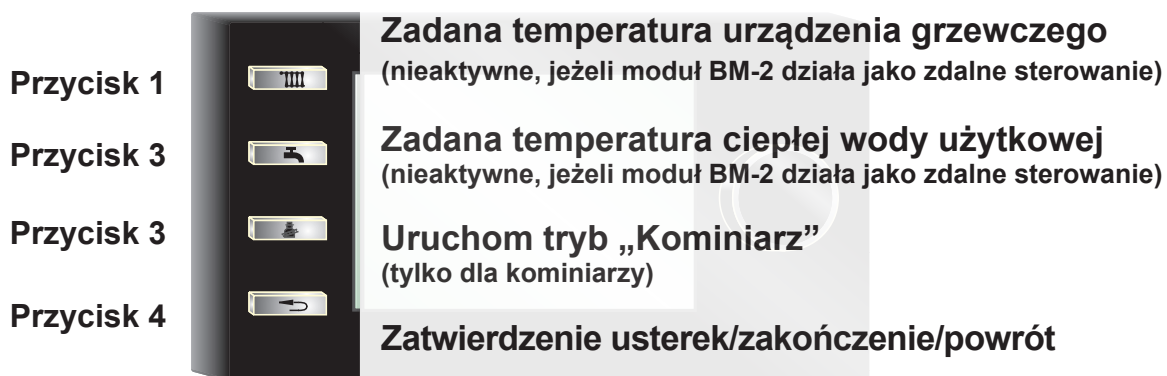 Zadana temperatura urządzenia grzewczego
Przycisk 1
(nieaktywne, jeżeli moduł BM-2 działa jako zdalne sterowanie)
Zadana temperatura ciepłej wody użytkowej
Przycisk 3
(nieaktywne, jeżeli moduł BM-2 działa jako zdalne sterowanie)
Przycisk 3
Uruchom tryb „Kominiarz”
(tylko dla kominiarzy)
Przycisk 4
Zatwierdzenie usterek/zakończenie/powrót